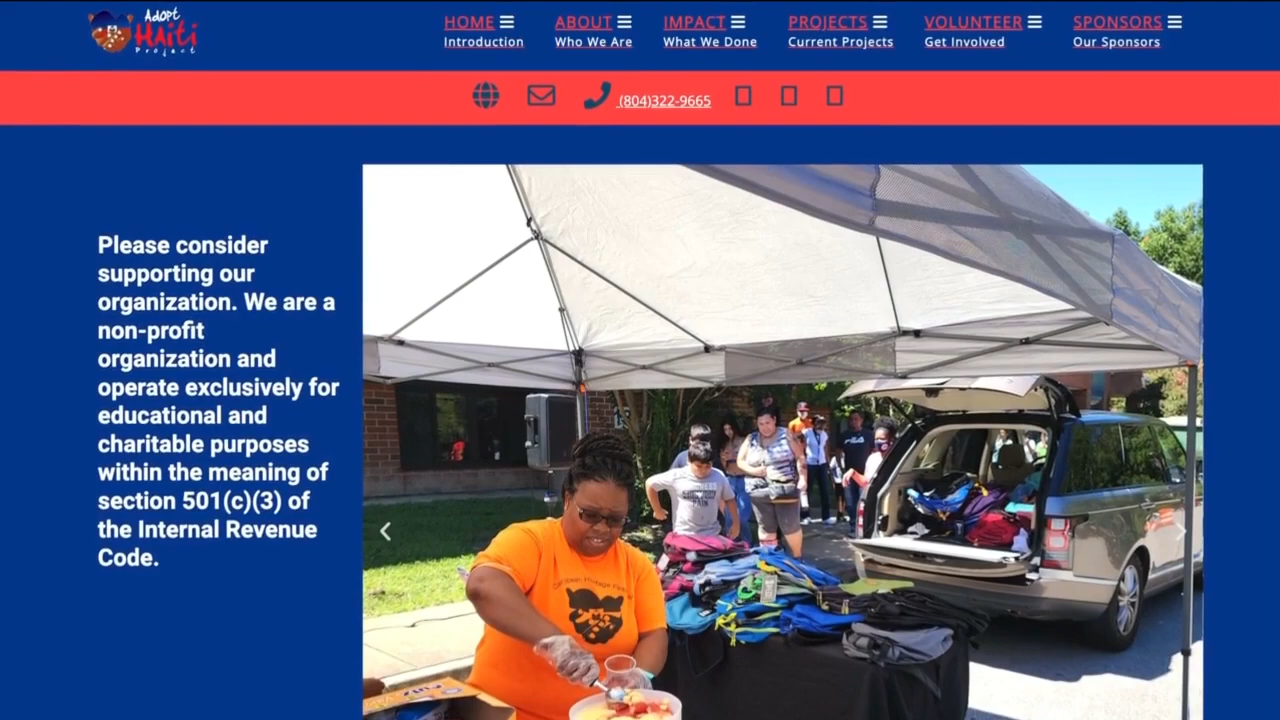 Adopt
Haiti
Project
HOME ABOUT IMPACT PROJECTS VOLUNTEER SPONSORS
Introduction Who We Are What We Done Current Projects Get Involved Our Sponsors
(804)322-9665
Please consider
supporting our
organization. We are a
non-profit
organization and
operate exclusively for
educational and
charitable purposes
within the meaning of
section 501(c)(3) of
the Internal Revenue
Code.